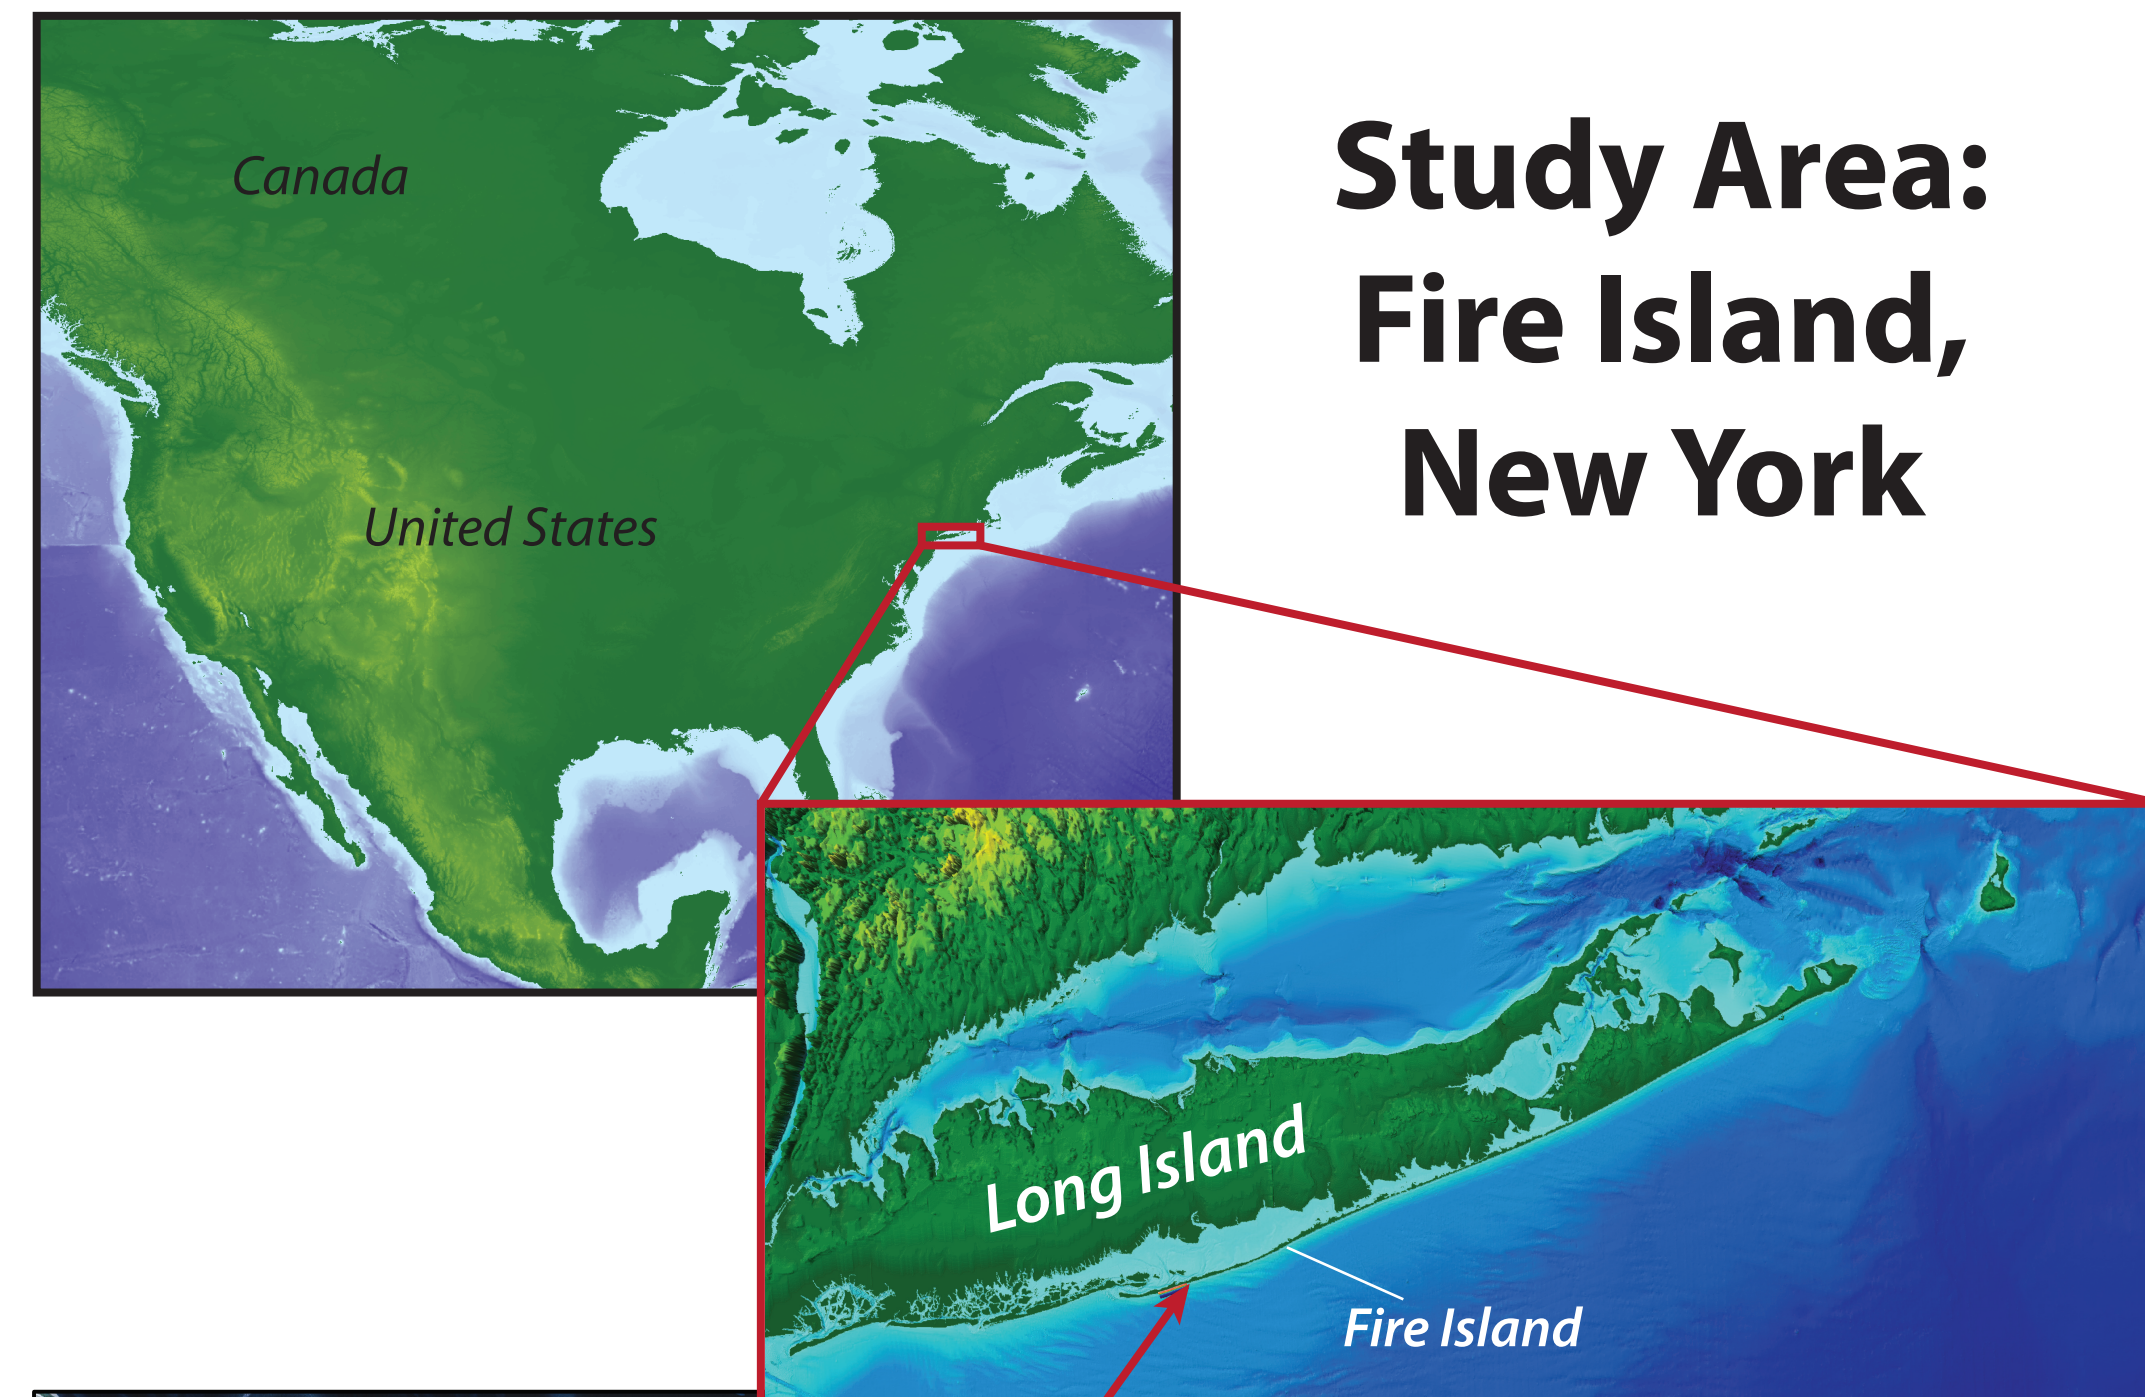 Canada
United States
Study Area:
Fire Island,
New York
Long Island
Fire Island